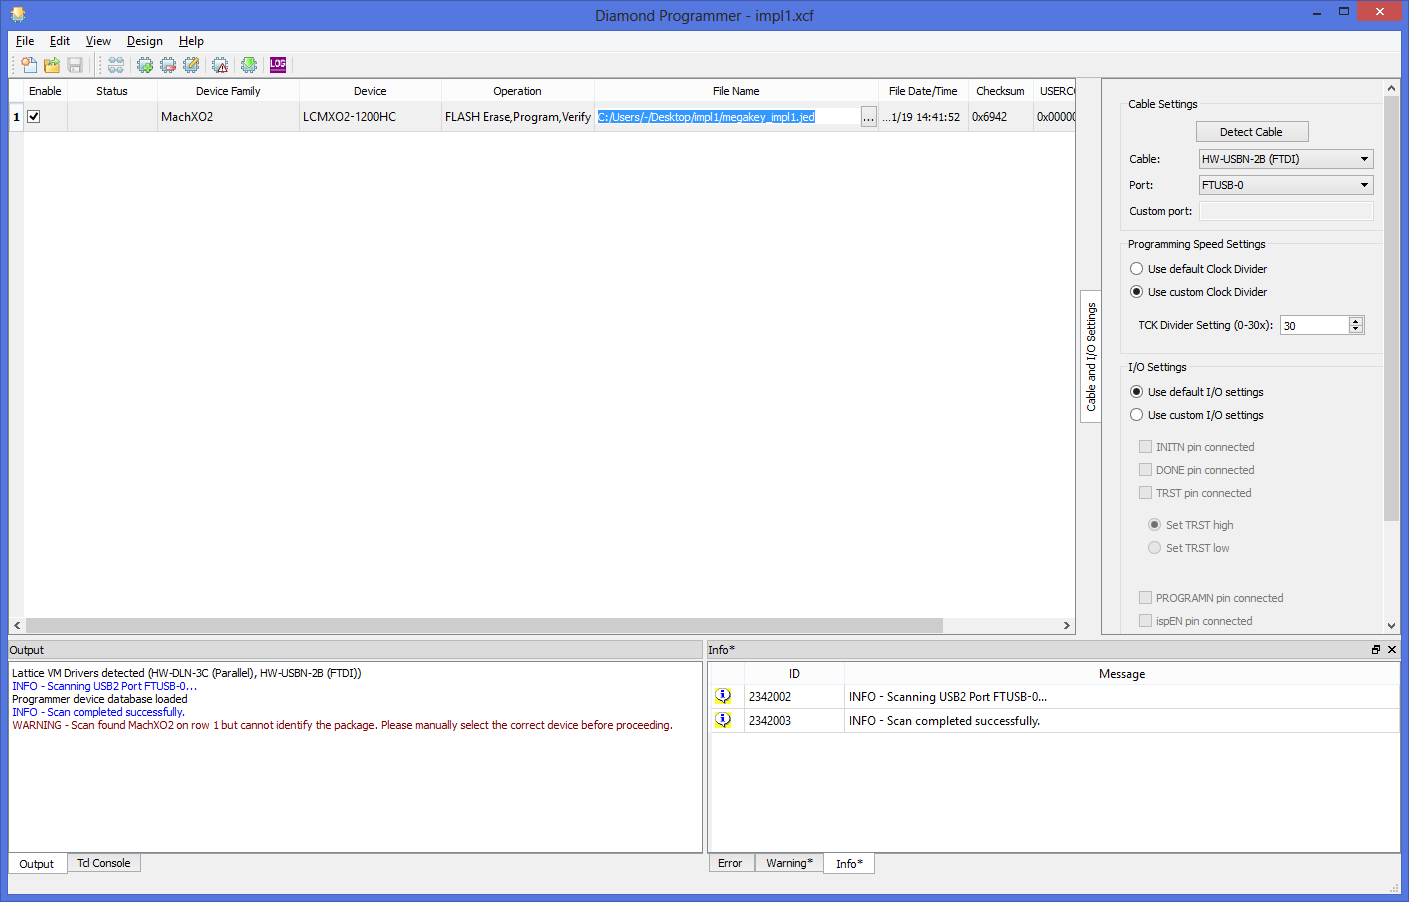 Diamond Programmer - impl1.xcf
File Edit View Design Help
LOG
Enable Status Device Family Device Operation File Name File Date/Time Checksum USERC
1 MachXO2 LCMXO2-1200HC FLASH Erase,Program,Verify C:/Users/-/Desktop/impl1/megakey_impl1.jed ... ...1/19 14:41:52 0x6942 0x0000
Cable and I/O Settings
Cable Settings
Detect Cable
Cable: HW-USBN-2B (FTDI)
Port: FTUSB-0
Custom port:
Programming Speed Settings
Use default Clock Divider
Use custom Clock Divider
TCK Divider Setting (0-30x): 30
I/O Settings
Use default I/O settings
Use custom I/O settings
INITN pin connected
DONE pin connected
TRST pin connected
Set TRST high
Set TRST low
PROGRAMN pin connected
ispEN pin connected
Output
Lattice VM Drivers detected (HW-DLN-3C (Parallel), HW-USBN-2B (FTDI))
INFO - Scanning USB2 Port FTUSB-0...
Programmer device database loaded
INFO - Scan completed successfully.
WARNING - Scan found MachXO2 on row 1 but cannot identify the package. Please manually select the correct device before proceeding.
Output Tcl Console
Info*
ID Message
2342002 INFO - Scanning USB2 Port FTUSB-0...
2342003 INFO - Scan completed successfully.
Error Warning* Info*